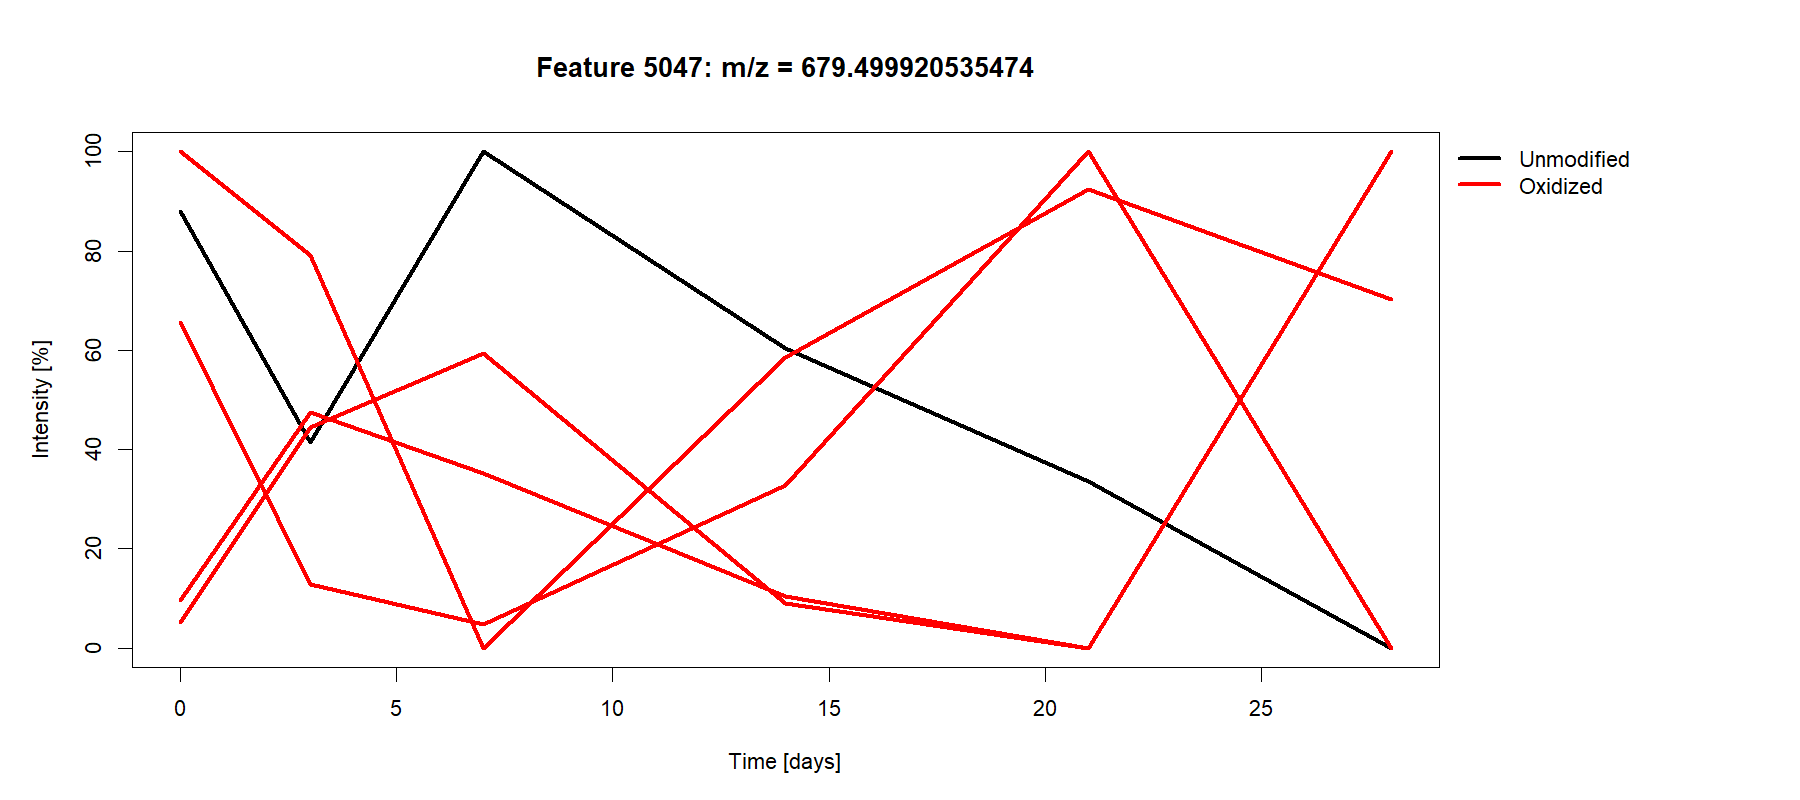 Feature 5047: m/z = 679.499920535474
Unmodified
Oxidized
100
80
60
40
20
0
Intensity [%]
0 5 10 15 20 25
Time [days]